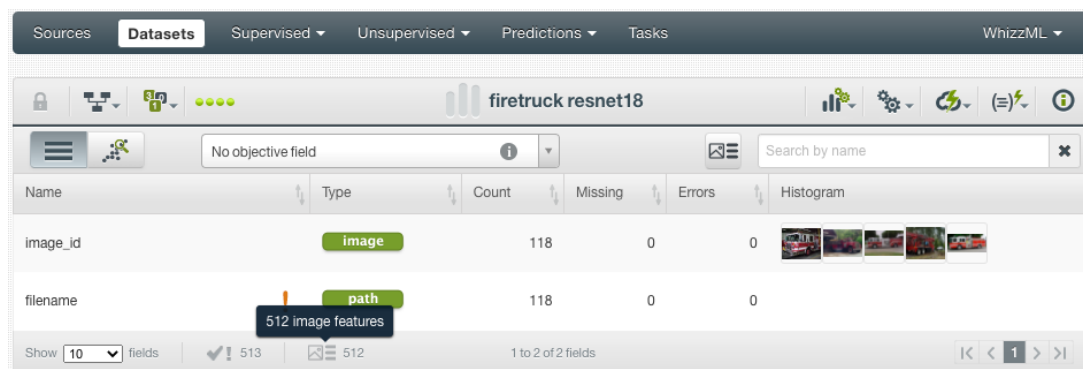 Sources Datasets Supervised Unsupervised Predictions Tasks WhizzML
firetruck resnet18
No objective field Search by name
Name Type Count Missing Errors Histogram
image_id image 118 0 0
filename ! path 118 0 0
512 image features
Show 10 fields ! 513 512 1 to 2 of 2 fields 1